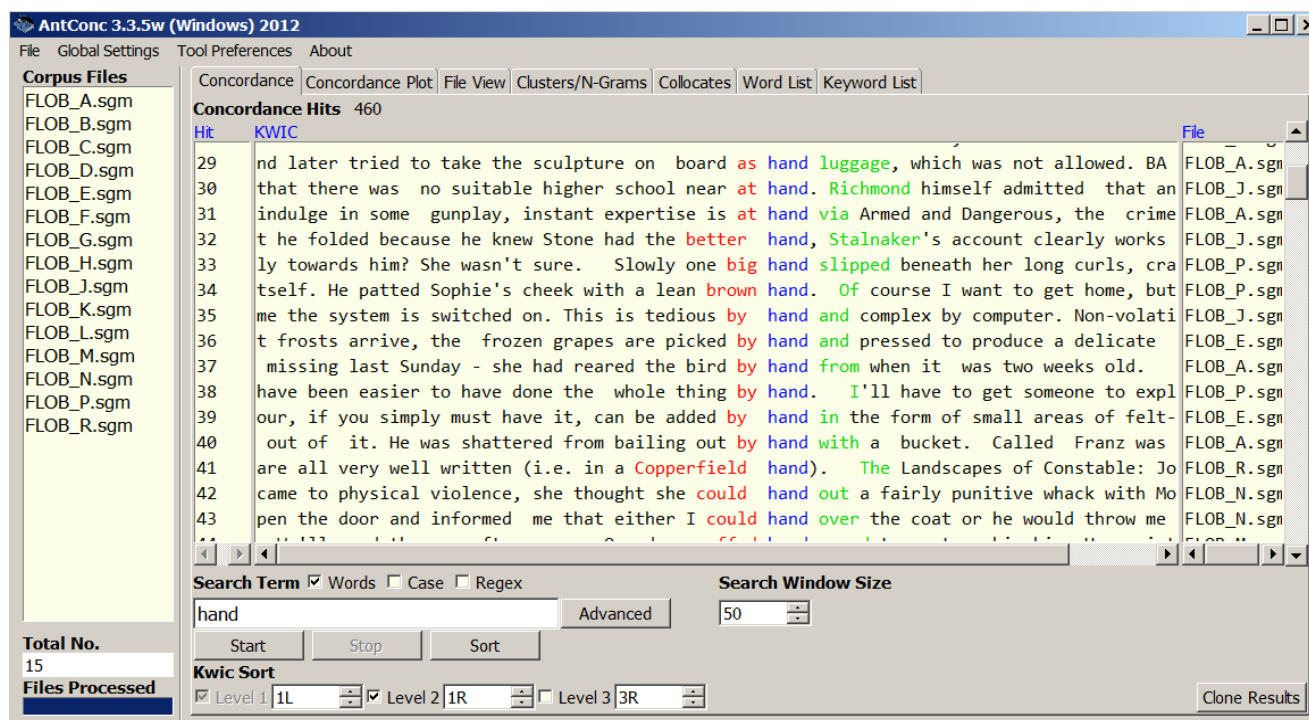 AntConc 3.3.5w (Windows) 2012
File Global Settings Tool Preferences About
Corpus Files
FLOB_A.sgm
FLOB_B.sgm
FLOB_C.sgm
FLOB_D.sgm
FLOB_E.sgm
FLOB_F.sgm
FLOB_G.sgm
FLOB_H.sgm
FLOB_J.sgm
FLOB_K.sgm
FLOB_L.sgm
FLOB_M.sgm
FLOB_N.sgm
FLOB_P.sgm
FLOB_R.sgm
Total No.
15
Files Processed
Concordance Concordance Plot File View Clusters/N-Grams Collocates Word List Keyword List
Concordance Hits 460
Hit KWIC File
29 nd later tried to take the sculpture on board as hand luggage, which was not allowed. BA FLOB_A.sgm
30 that there was no suitable higher school near at hand. Richmond himself admitted that an FLOB_J.sgm
31 indulge in some gunplay, instant expertise is at hand via Armed and Dangerous, the crime FLOB_A.sgm
32 t he folded because he knew Stone had the better hand, Stalnaker's account clearly works FLOB_J.sgm
33 ly towards him? She wasn't sure. Slowly one big hand slipped beneath her long curls, cra FLOB_P.sgm
34 tself. He patted Sophie's cheek with a lean brown hand. Of course I want to get home, but FLOB_P.sgm
35 me the system is switched on. This is tedious by hand and complex by computer. Non-volati FLOB_J.sgm
36 t frosts arrive, the frozen grapes are picked by hand and pressed to produce a delicate FLOB_E.sgm
37 missing last Sunday - she had reared the bird by hand from when it was two weeks old. FLOB_A.sgm
38 have been easier to have done the whole thing by hand. I'll have to get someone to expl FLOB_P.sgm
39 our, if you simply must have it, can be added by hand in the form of small areas of felt- FLOB_E.sgm
40 out of it. He was shattered from bailing out by hand with a bucket. Called Franz was FLOB_A.sgm
41 are all very well written (i.e. in a Copperfield hand). The Landscapes of Constable: Jo FLOB_R.sgm
42 came to physical violence, she thought she could hand out a fairly punitive whack with Mo FLOB_N.sgm
43 pen the door and informed me that either I could hand over the coat or he would throw me FLOB_N.sgm
Search Term Words Case Regex Search Window Size
hand Advanced 50
Start Stop Sort
Kwic Sort
Level 1 1L Level 2 1R Level 3 3R Clone Results